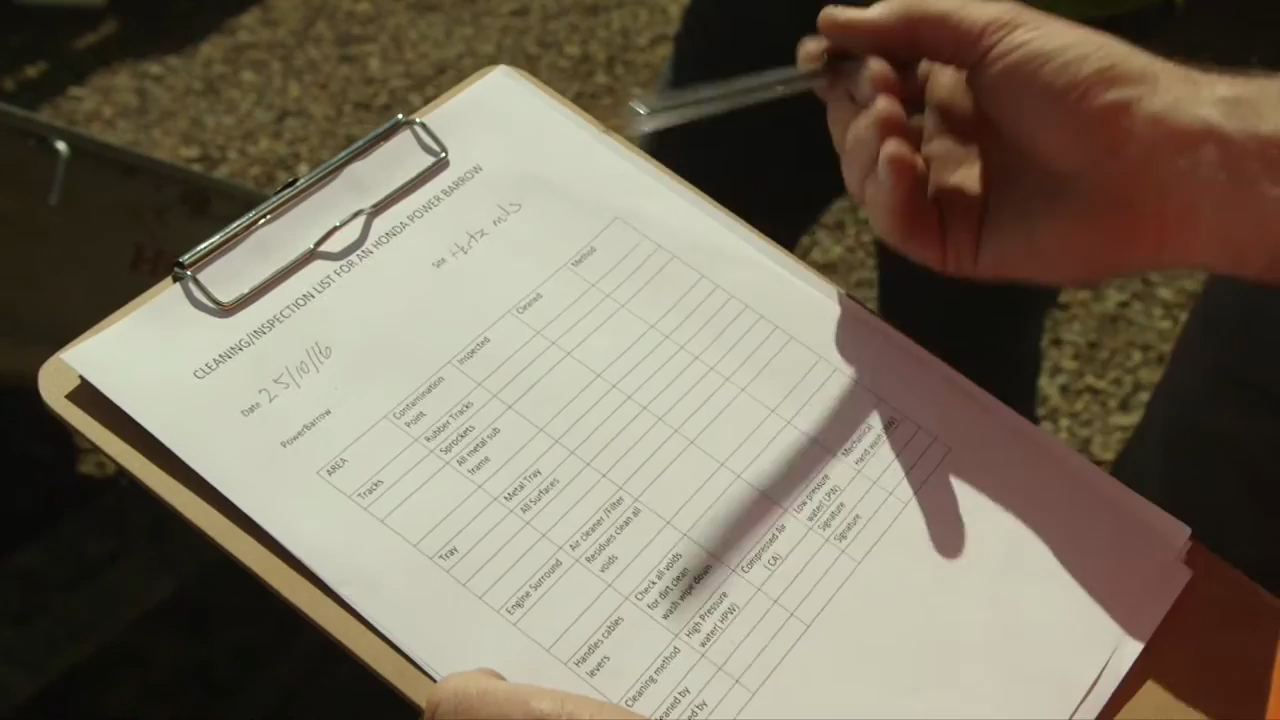 CLEANING/INSPECTION LIST FOR AN HONDA POWER BARROW
Date 25/10/16 Site
PowerBarrow
AREA Contamination Point Inspected Cleaned Method
Tracks Rubber Tracks
Sprockets
All metal sub frame
Tray Metal Tray
All Surfaces
Engine Surround Air cleaner /Filter
Residues clean all voids
Handles cables levers Check all voids for dirt clean wash wipe down
Cleaning method High Pressure water( HPW) Compressed Air (CA) Low pressure water( LPW) Mechanical Hand wash
Signature
Signature